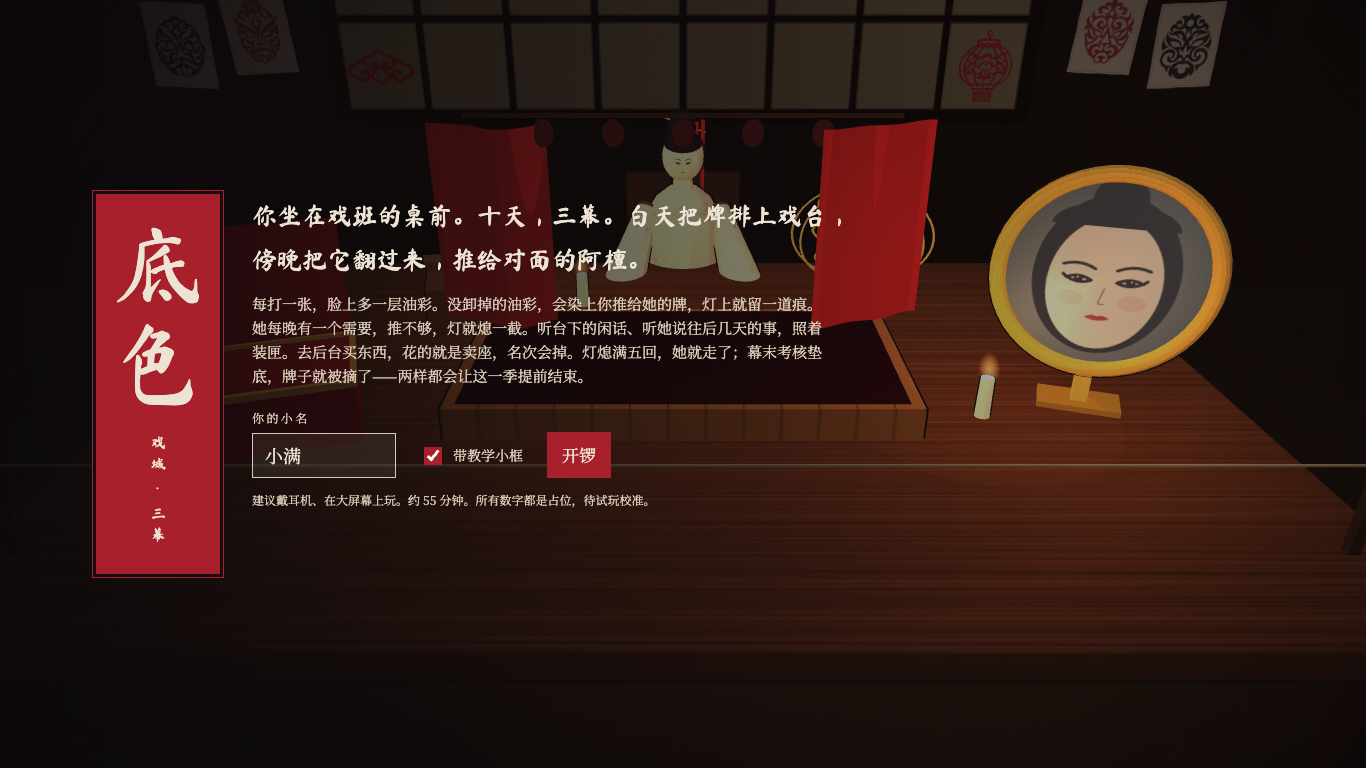 底色
戏城·三幕
你坐在戏班的桌前。十天，三幕。白天把牌排上戏台，
傍晚把它翻过来，推给对面的阿檀。
每打一张，脸上多一层油彩。没卸掉的油彩，会染上你推给她的牌，灯上就留一道痕。
她每晚有一个需要，推不够，灯就熄一截。听台下的闲话、听她说往后几天的事，照着
装匣。去后台买东西，花的就是卖座，名次会掉。灯熄满五回，她就走了；幕末考核垫
底，牌子就被摘了——两样都会让这一季提前结束。
你的小名
小满
带教学小框
开锣
建议戴耳机、在大屏幕上玩。约 55 分钟。所有数字都是占位，待试玩校准。